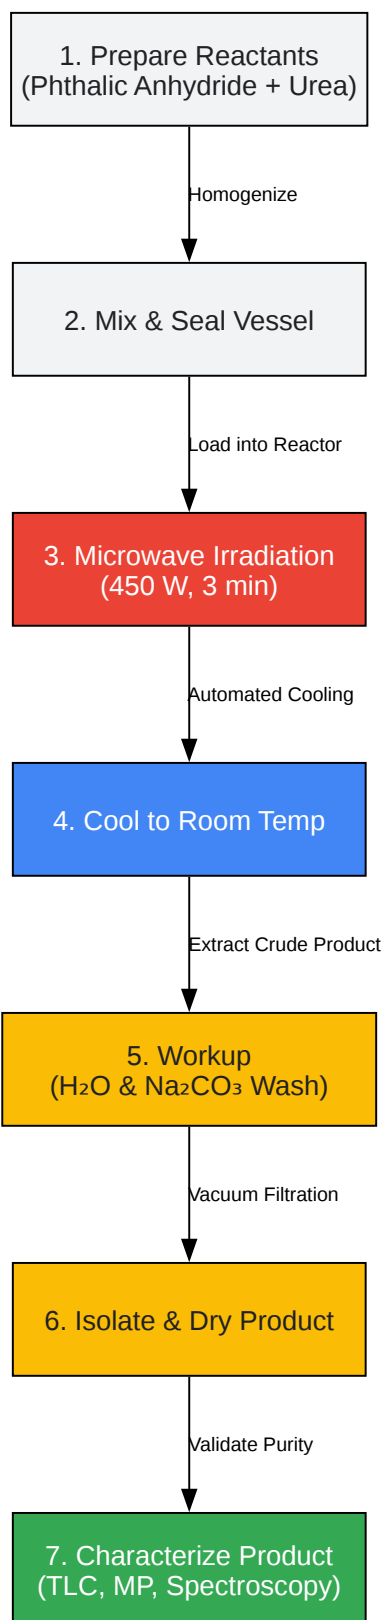 1. Prepare Reactants
(Phthalic Anhydride + Urea)
Homogenize
2. Mix & Seal Vessel
Load into Reactor
3. Microwave Irradiation
(450 W, 3 min)
Automated Cooling
4. Cool to Room Temp
Extract Crude Product
5. Workup
(H₂O & Na₂CO₃ Wash)
Vacuum Filtration
6. Isolate & Dry Product
Validate Purity
7. Characterize Product
(TLC, MP, Spectroscopy)